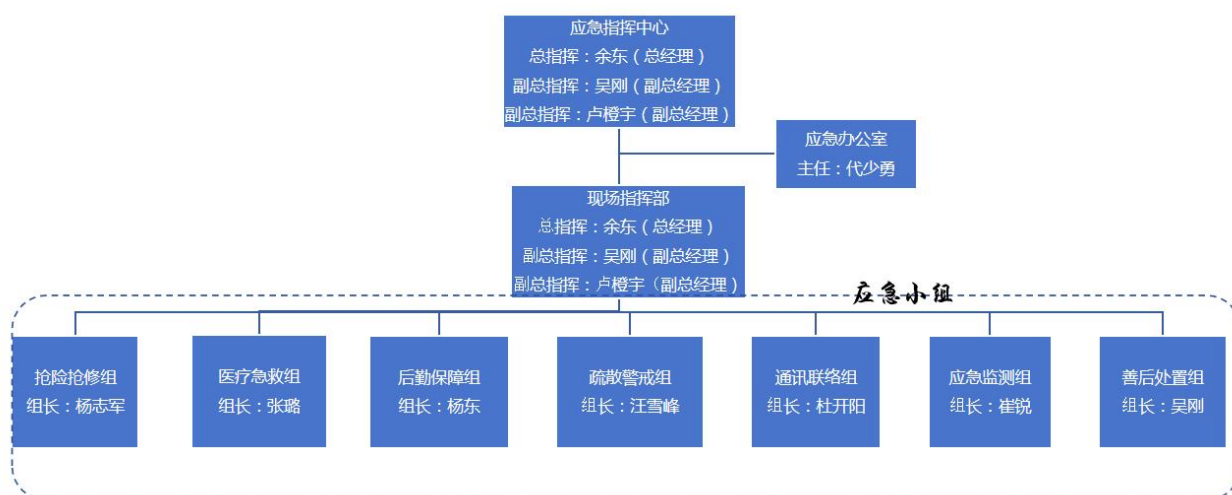 应急指挥中心
总指挥：余东（总经理）
副总指挥：吴刚（副总经理）
副总指挥：卢橙宇（副总经理）
应急办公室
主任：代少勇
现场指挥部
总指挥：余东（总经理）
副总指挥：吴刚（副总经理）
副总指挥：卢橙宇（副总经理）
应急小组
抢险抢修组
组长：杨志军
医疗急救组
组长：张璐
后勤保障组
组长：杨东
疏散警戒组
组长：汪雪峰
通讯联络组
组长：杜开阳
应急监测组
组长：崔锐
善后处置组
组长：吴刚